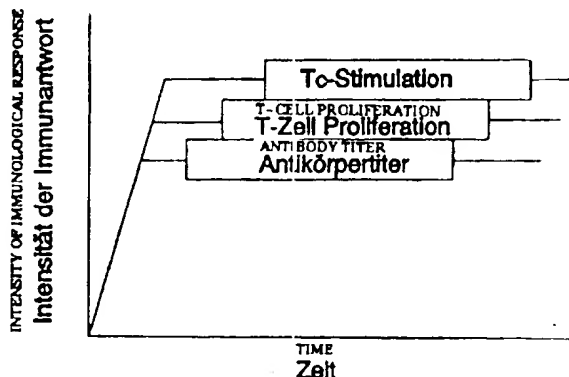 INTENSITY OF IMMUNOLOGICAL RESPONSE
Intensität der Immunantwort
Tc-Stimulation
T-CELL PROLIFERATION
T-Zell Proliferation
ANTIBODY TITER
Antikörpertiter
TIME
Zeit